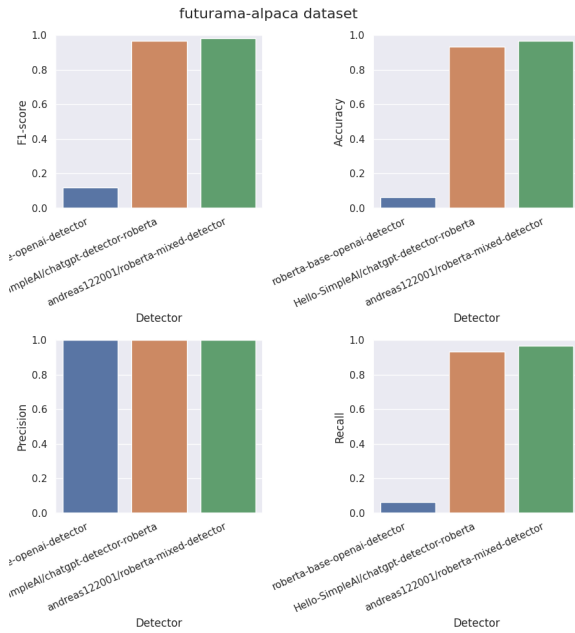 futurama-alpaca dataset
1.0
0.8
0.6
0.4
0.2
0.0
F1-score
e-openai-detector
impleAI/chatgpt-detector-roberta
andreas122001/roberta-mixed-detector
Detector
1.0
0.8
0.6
0.4
0.2
0.0
Accuracy
roberta-base-openai-detector
Hello-SimpleAI/chatgpt-detector-roberta
andreas122001/roberta-mixed-detector
Detector
1.0
0.8
0.6
0.4
0.2
0.0
Precision
e-openai-detector
impleAI/chatgpt-detector-roberta
andreas122001/roberta-mixed-detector
Detector
1.0
0.8
0.6
0.4
0.2
0.0
Recall
roberta-base-openai-detector
Hello-SimpleAI/chatgpt-detector-roberta
andreas122001/roberta-mixed-detector
Detector